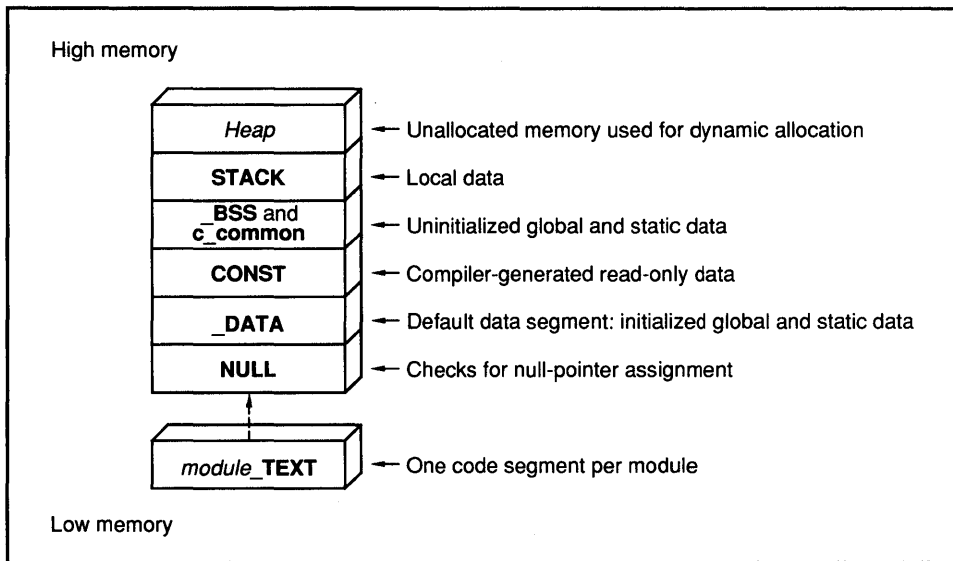 High memory
Heap
Unallocated memory used for dynamic allocation
STACK
Local data
_BSS and
c_common
Uninitialized global and static data
CONST
Compiler-generated read-only data
_DATA
Default data segment: initialized global and static data
NULL
Checks for null-pointer assignment
module_TEXT
One code segment per module
Low memory